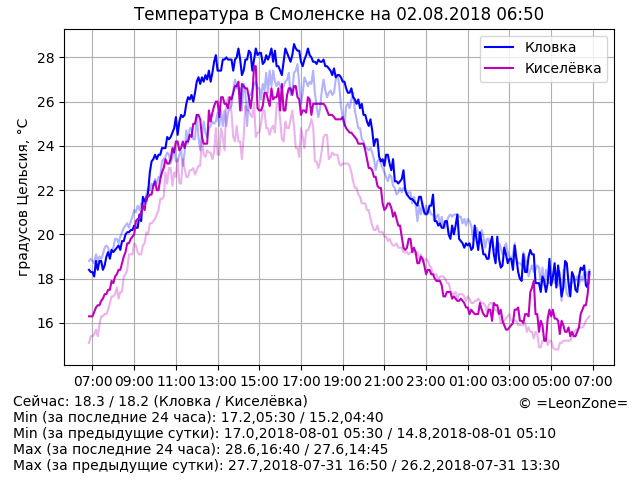 Температура в Смоленске на 02.08.2018 06:50
Кловка
Киселёвка
градусов Цельсия, °C
28
26
24
22
20
18
16
07:00 09:00 11:00 13:00 15:00 17:00 19:00 21:00 23:00 01:00 03:00 05:00 07:00
Сейчас: 18.3 / 18.2 (Кловка / Киселёвка)
© =LeonZone=
Min (за последние 24 часа): 17.2,05:30 / 15.2,04:40
Min (за предыдущие сутки): 17.0,2018-08-01 05:30 / 14.8,2018-08-01 05:10
Max (за последние 24 часа): 28.6,16:40 / 27.6,14:45
Max (за предыдущие сутки): 27.7,2018-07-31 16:50 / 26.2,2018-07-31 13:30